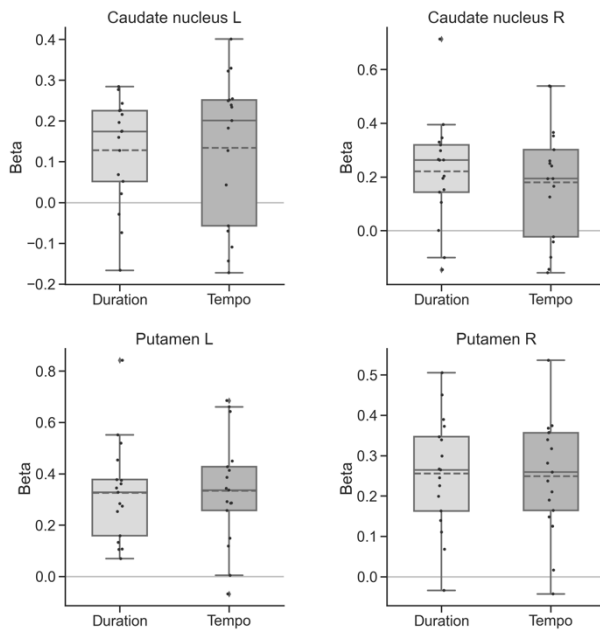 Caudate nucleus L
Caudate nucleus R
Beta
0.4
0.3
0.2
0.1
0.0
−0.1
−0.2
Duration
Tempo
Beta
0.6
0.4
0.2
0.0
Duration
Tempo
Putamen L
Putamen R
Beta
0.8
0.6
0.4
0.2
0.0
Duration
Tempo
Beta
0.5
0.4
0.3
0.2
0.1
0.0
Duration
Tempo